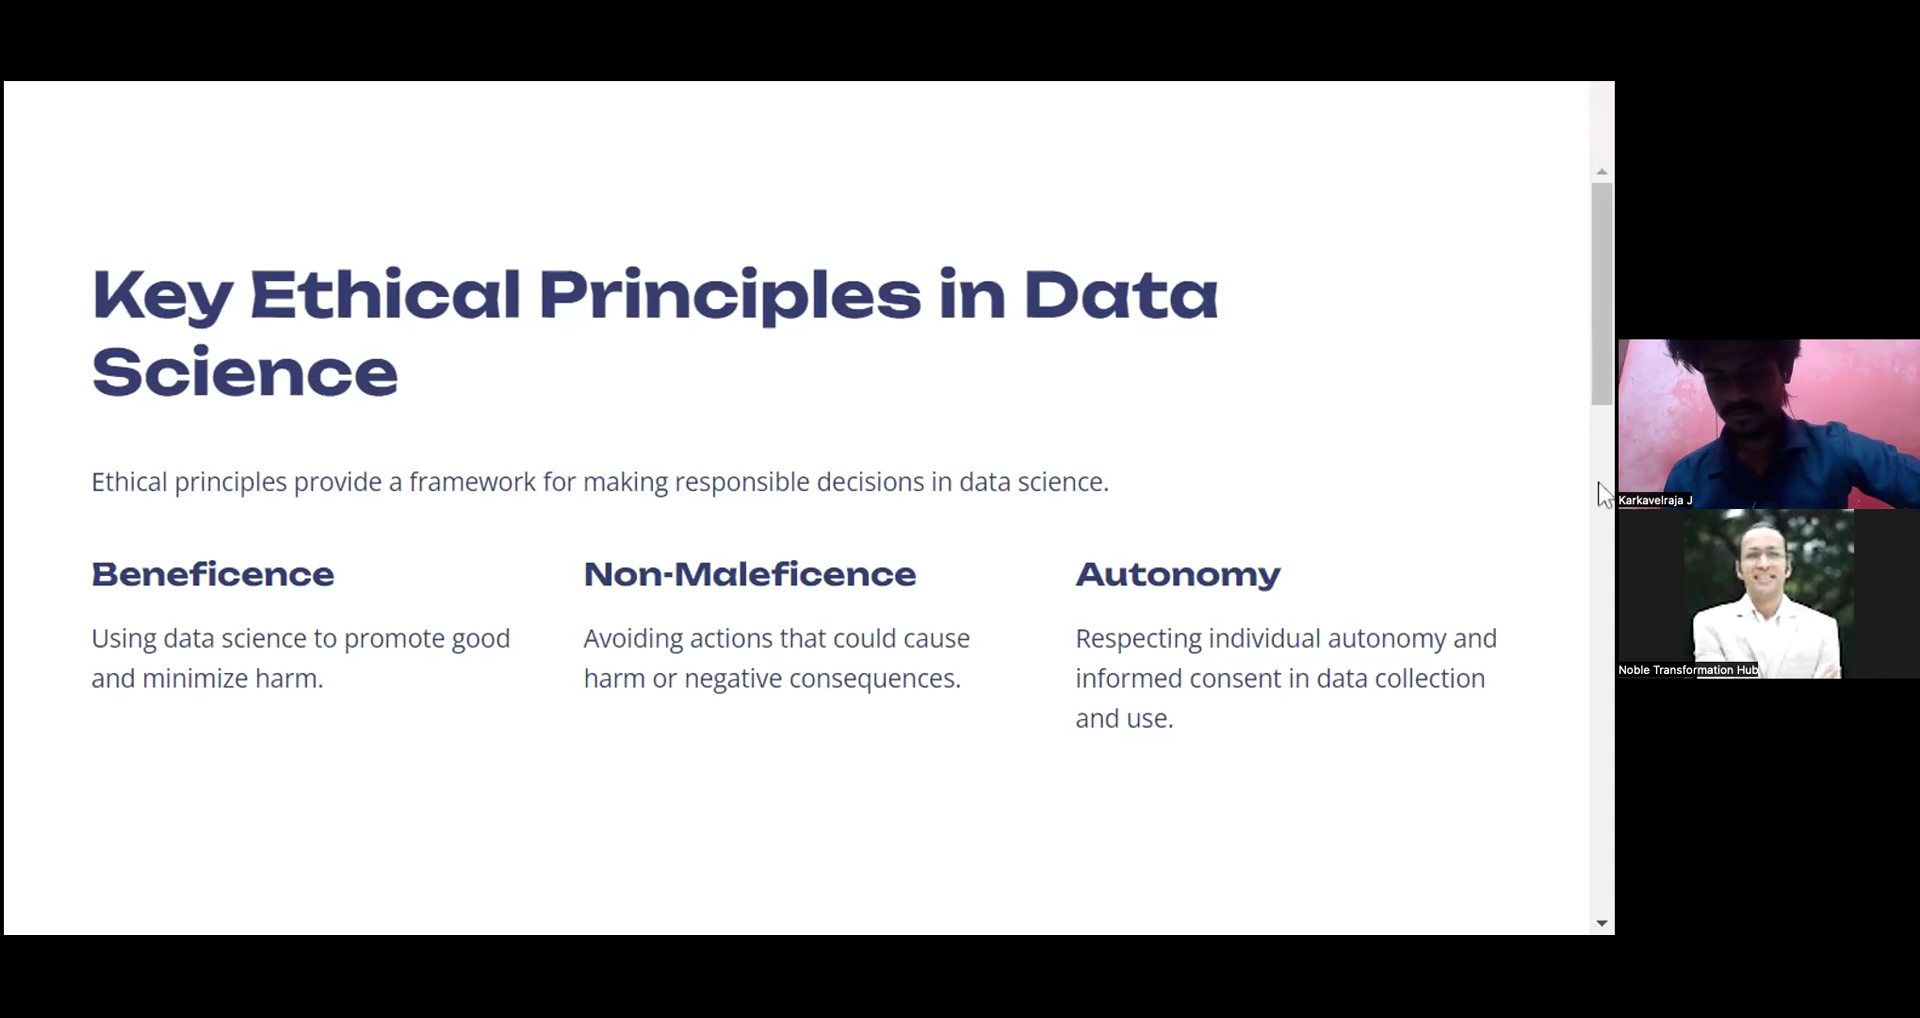 Key Ethical Principles in Data
Science
Ethical principles provide a framework for making responsible decisions in data science.
Beneficence
Using data science to promote good
and minimize harm.
Non-Maleficence
Avoiding actions that could cause
harm or negative consequences.
Autonomy
Respecting individual autonomy and
informed consent in data collection
and use.
Karkavelraja J
Noble Transformation Hub